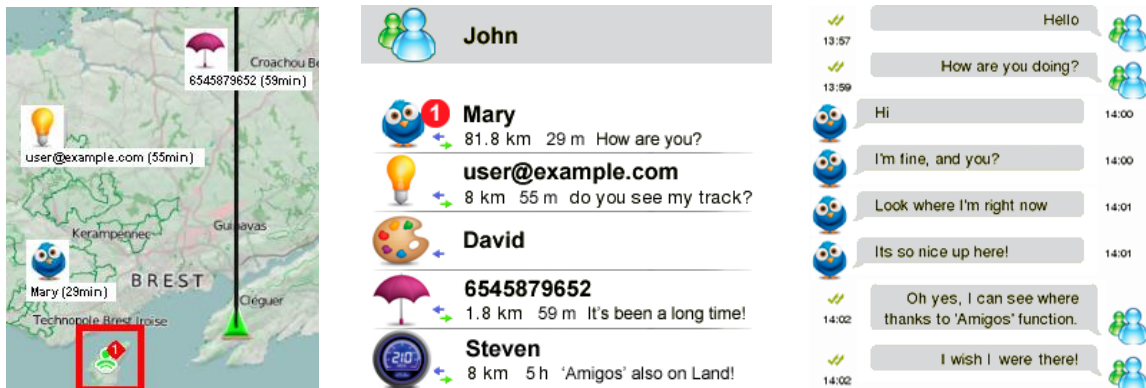 Croachou Be
6545879652 (59min)
user@example.com (55min)
Guipavas
Kerampennec
Mary (29min)
BREST
Cléguer
Technopole Brest Iroise
1
John
1
Mary
81.8 km 29 m How are you?
user@example.com
8 km 55 m do you see my track?
David
6545879652
1.8 km 59 m It's been a long time!
210
Steven
8 km 5 h ‘Amigos’ also on Land!
Hello
13:57
How are you doing?
13:59
Hi
14:00
I'm fine, and you?
14:00
Look where I'm right now
14:01
Its so nice up here!
14:01
Oh yes, I can see where
thanks to 'Amigos' function.
14:02
I wish I were there!
14:02